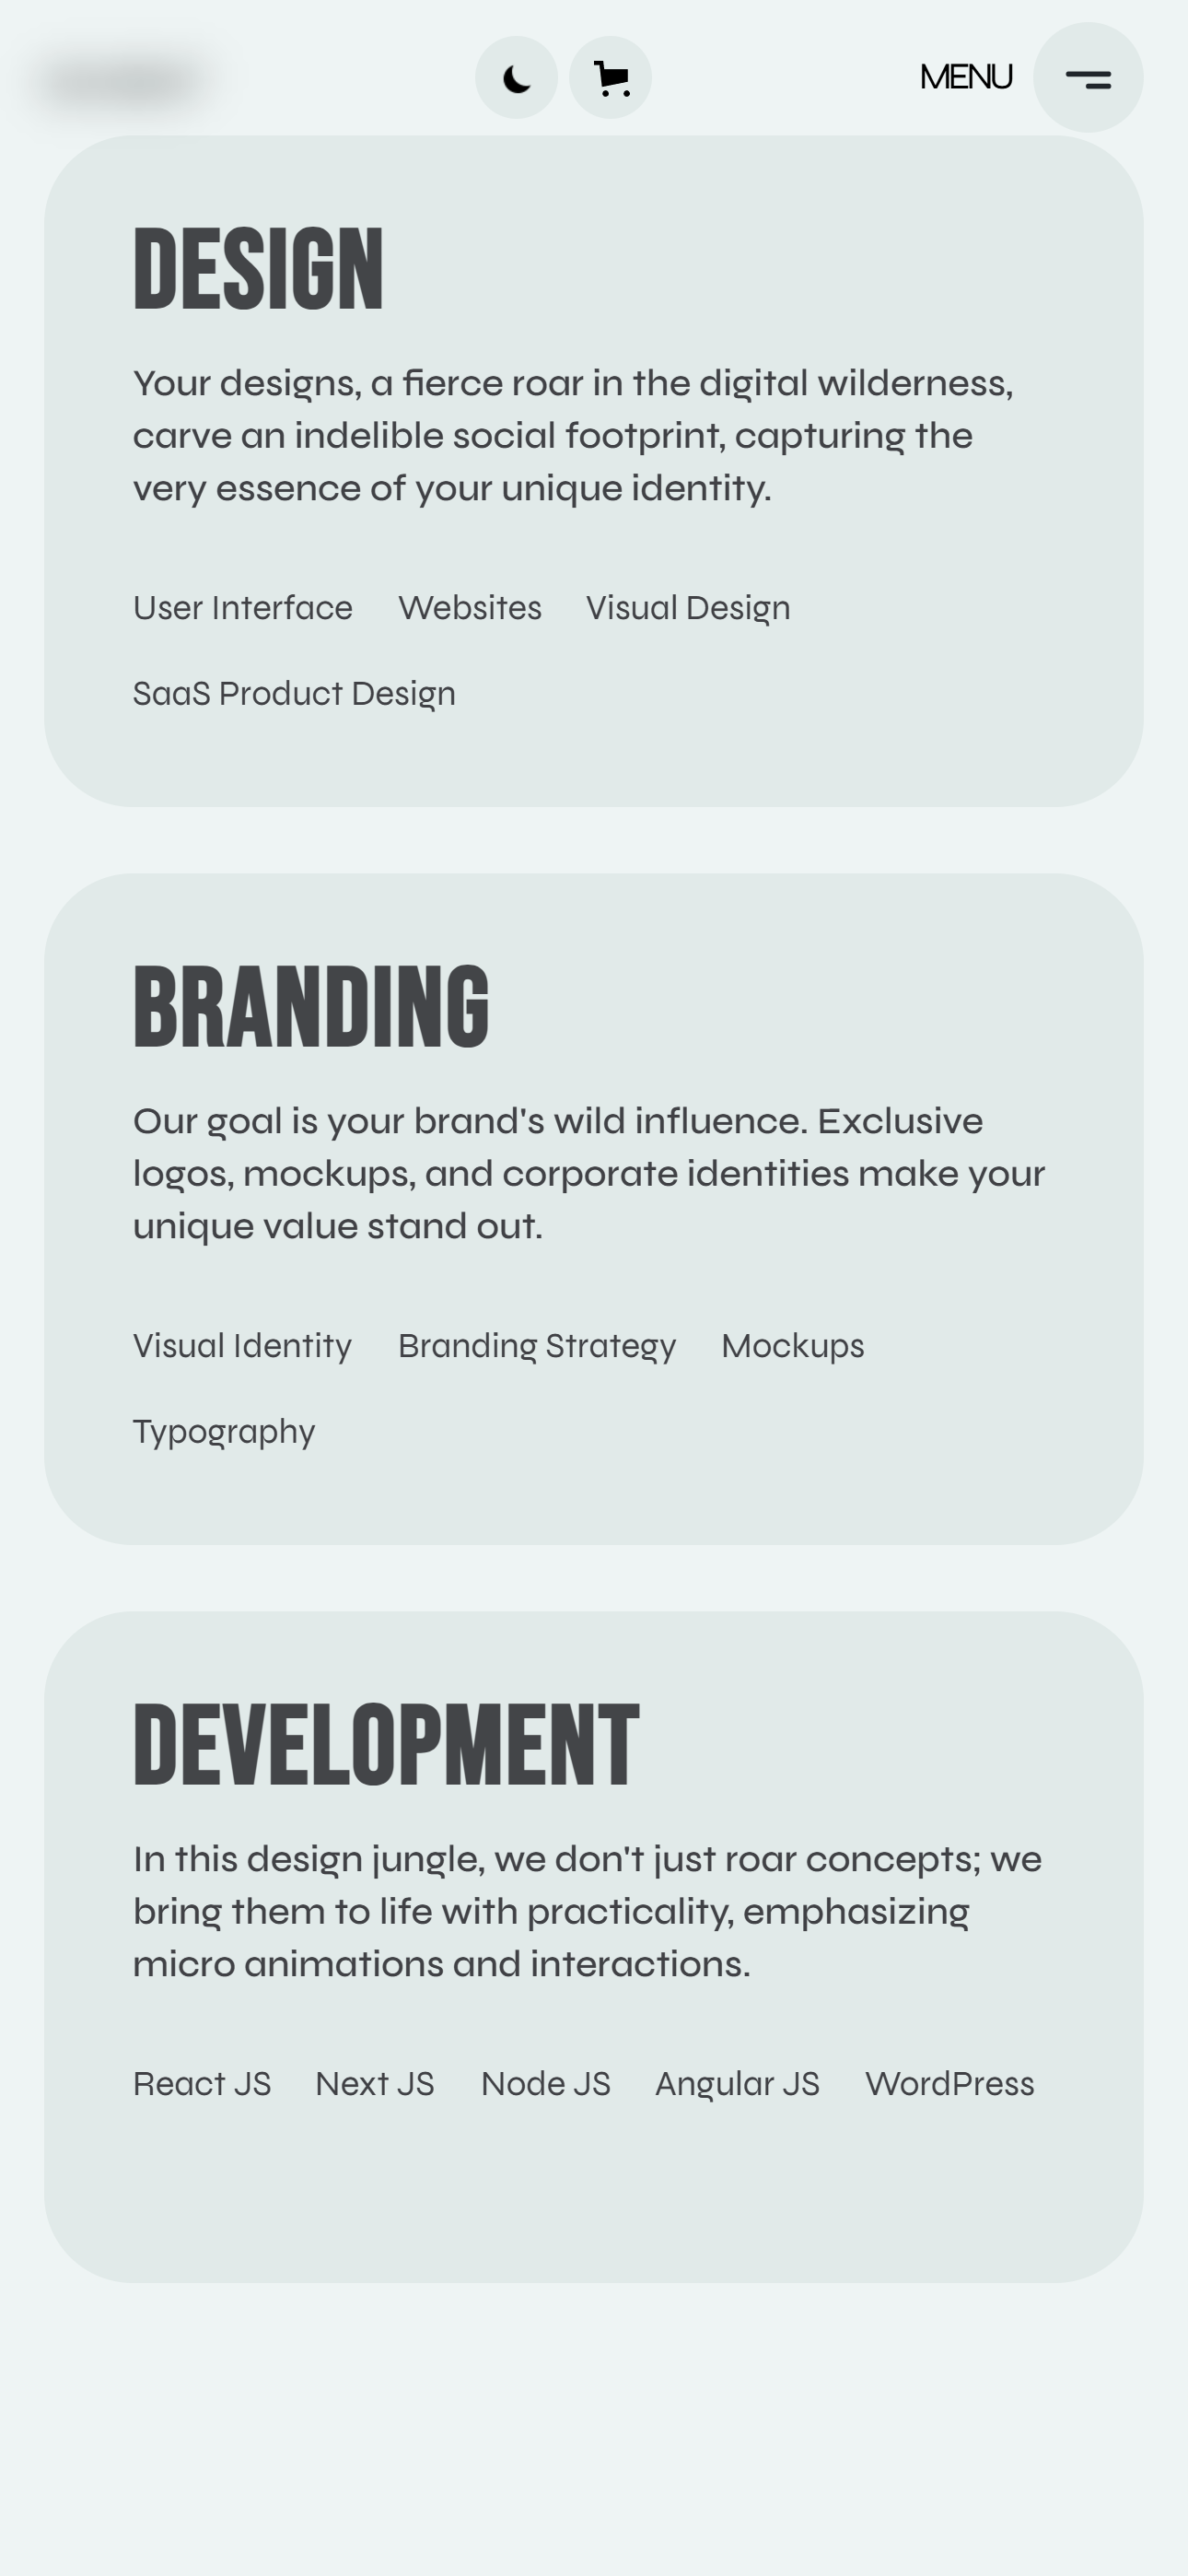 MENU
DESIGN
Your designs, a fierce roar in the digital wilderness,
carve an indelible social footprint, capturing the
very essence of your unique identity.
User Interface Websites Visual Design
SaaS Product Design
BRANDING
Our goal is your brand's wild influence. Exclusive
logos, mockups, and corporate identities make your
unique value stand out.
Visual Identity Branding Strategy Mockups
Typography
DEVELOPMENT
In this design jungle, we don't just roar concepts; we
bring them to life with practicality, emphasizing
micro animations and interactions.
React JS Next JS Node JS Angular JS WordPress